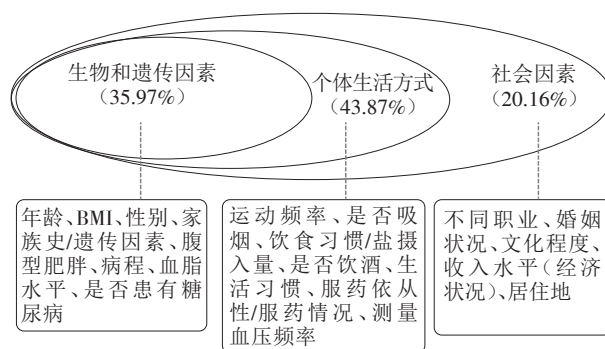 生物和遗传因素
（35.97%）
个体生活方式
（43.87%）
社会因素
（20.16%）
年龄、BMI、性别、家
族史/遗传因素、腹
型肥胖、病程、血脂
水平、是否患有糖
尿病
运动频率、是否吸
烟、饮食习惯/盐摄
入量、是否饮酒、生
活习惯、服药依从
性/服药情况、测量
血压频率
不同职业、婚姻
状况、文化程度、
收入水平（经济
状况）、居住地